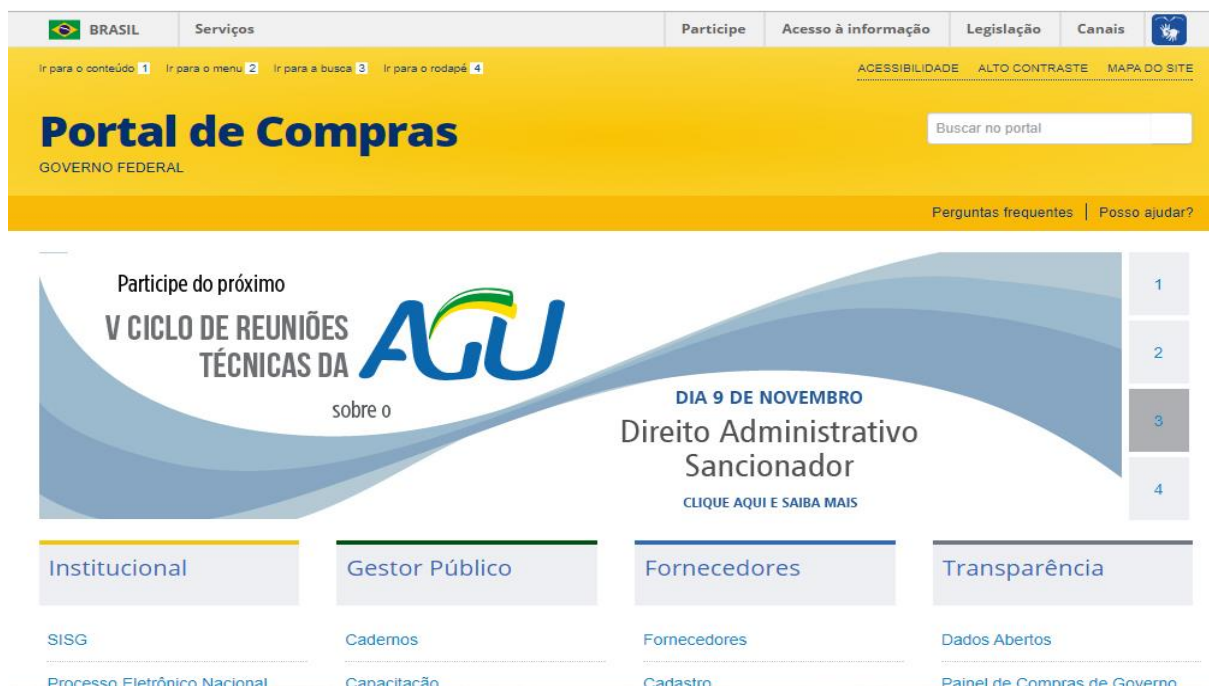 BRASIL Serviços Participe Acesso à informação Legislação Canais
Ir para o conteúdo 1 Ir para o menu 2 Ir para a busca 3 Ir para o rodapé 4 ACESSIBILIDADE ALTO CONTRASTE MAPA DO SITE
Portal de Compras
Buscar no portal
GOVERNO FEDERAL
Perguntas frequentes | Posso ajudar?
Participe do próximo
V CICLO DE REUNIÕES
TÉCNICAS DA AGU
sobre o
DIA 9 DE NOVEMBRO
Direito Administrativo
Sancionador
CLIQUE AQUI E SAIBA MAIS
1
2
3
4
Institucional Gestor Público Fornecedores Transparência
SISG Cadernos Fornecedores Dados Abertos
Processo Eletrônico Nacional Capacitação Cadastro Painel de Compras de Governo